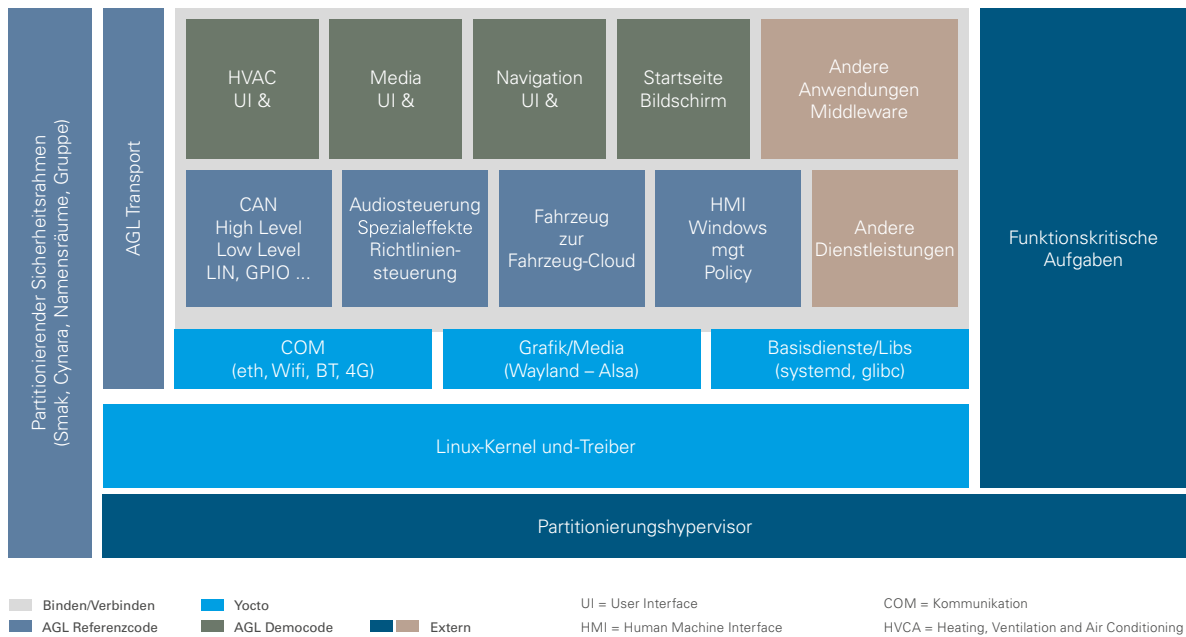 Partitionierender Sicherheitsrahmen
(Smak, Cynara, Namensräume, Gruppe)
AGL Transport
HVAC
UI &
Media
UI &
Navigation
UI &
Startseite
Bildschirm
Andere
Anwendungen
Middleware
CAN
High Level
Low Level
LIN, GPIO ...
Audiosteuerung
Spezialeffekte
Richtlinien-
steuerung
Fahrzeug
zur
Fahrzeug-Cloud
HMI
Windows
mgt
Policy
Andere
Dienstleistungen
Funktionskritische
Aufgaben
COM
(eth, Wifi, BT, 4G)
Grafik/Media
(Wayland – Alsa)
Basisdienste/Libs
(systemd, glibc)
Linux-Kernel und-Treiber
Partitionierungshypervisor
Binden/Verbinden
AGL Referenzcode
Yocto
AGL Democode
Extern
UI = User Interface
HMI = Human Machine Interface
COM = Kommunikation
HVCA = Heating, Ventilation and Air Conditioning